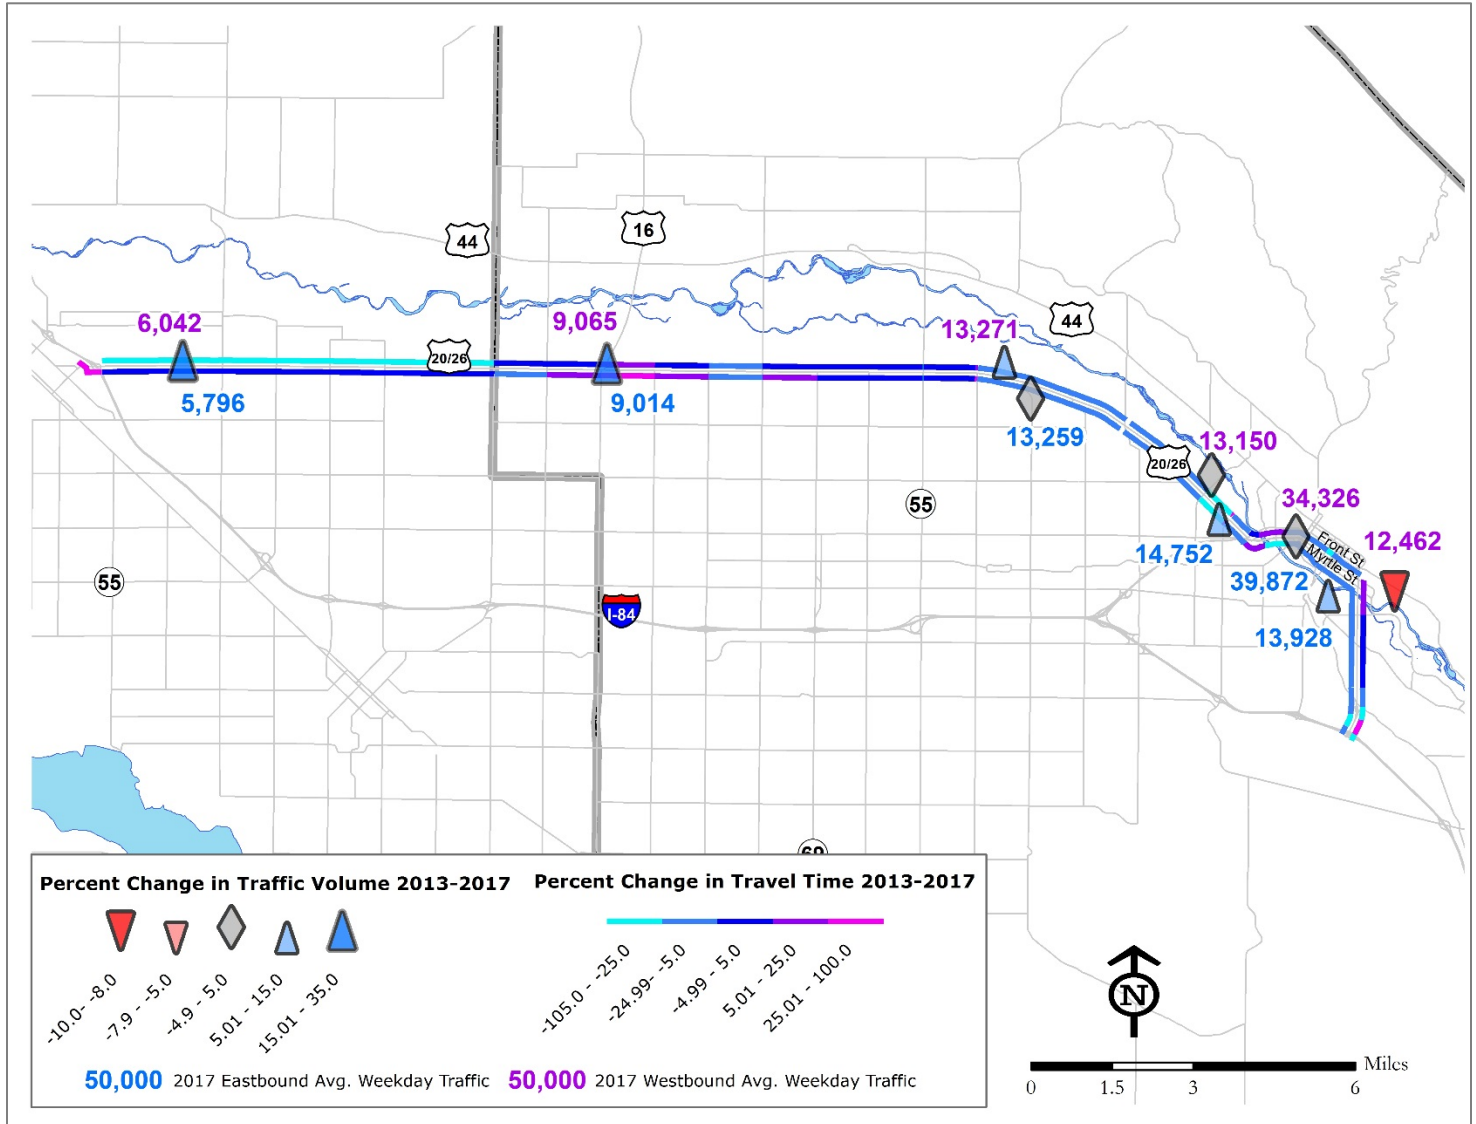 44
16
6,042
9,065
13,271
44
20/26
5,796
9,014
13,259
13,150
20/26
55
34,326
Front St
12,462
14,752
Myrtle St
39,872
55
I-84
13,928
69
Percent Change in Traffic Volume 2013-2017
-10.0- -8.0
-7.9 - -5.0
-4.9 - 5.0
5.01 - 15.0
15.01 - 35.0
Percent Change in Travel Time 2013-2017
-105.0 - -25.0
-24.99- -5.0
-4.99 - 5.0
5.01 - 25.0
25.01 - 100.0
50,000 2017 Eastbound Avg. Weekday Traffic
50,000 2017 Westbound Avg. Weekday Traffic
N
Miles
0 1.5 3 6